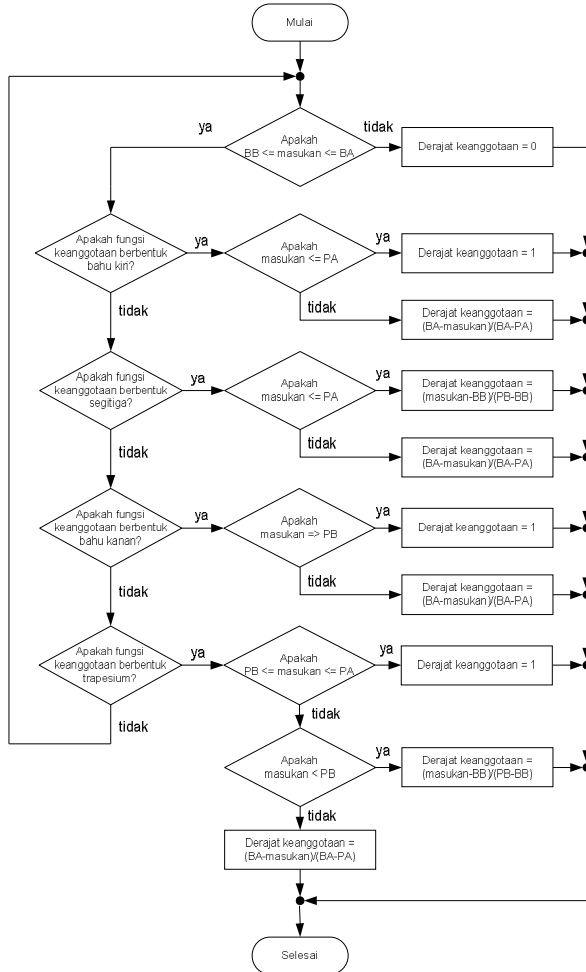 Mulai
ya
tidak
Apakah
BB <= masukan <= BA
Derajat keanggotaan = 0
Apakah fungsi
keanggotaan berbentuk
bahu kiri?
ya
Apakah
masukan <= PA
ya
Derajat keanggotaan = 1
tidak
tidak
Derajat keanggotaan =
(BA-masukan)/(BA-PA)
Apakah fungsi
keanggotaan berbentuk
segitiga?
ya
Apakah
masukan <= PA
ya
Derajat keanggotaan =
(masukan-BB)/(PB-BB)
tidak
tidak
Derajat keanggotaan =
(BA-masukan)/(BA-PA)
Apakah fungsi
keanggotaan berbentuk
bahu kanan?
ya
Apakah
masukan => PB
ya
Derajat keanggotaan = 1
tidak
tidak
Derajat keanggotaan =
(BA-masukan)/(BA-PA)
Apakah fungsi
keanggotaan berbentuk
trapesium?
ya
Apakah
PB <= masukan <= PA
ya
Derajat keanggotaan = 1
tidak
tidak
Apakah
masukan < PB
ya
Derajat keanggotaan =
(masukan-BB)/(PB-BB)
tidak
Derajat keanggotaan =
(BA-masukan)/(BA-PA)
Selesai